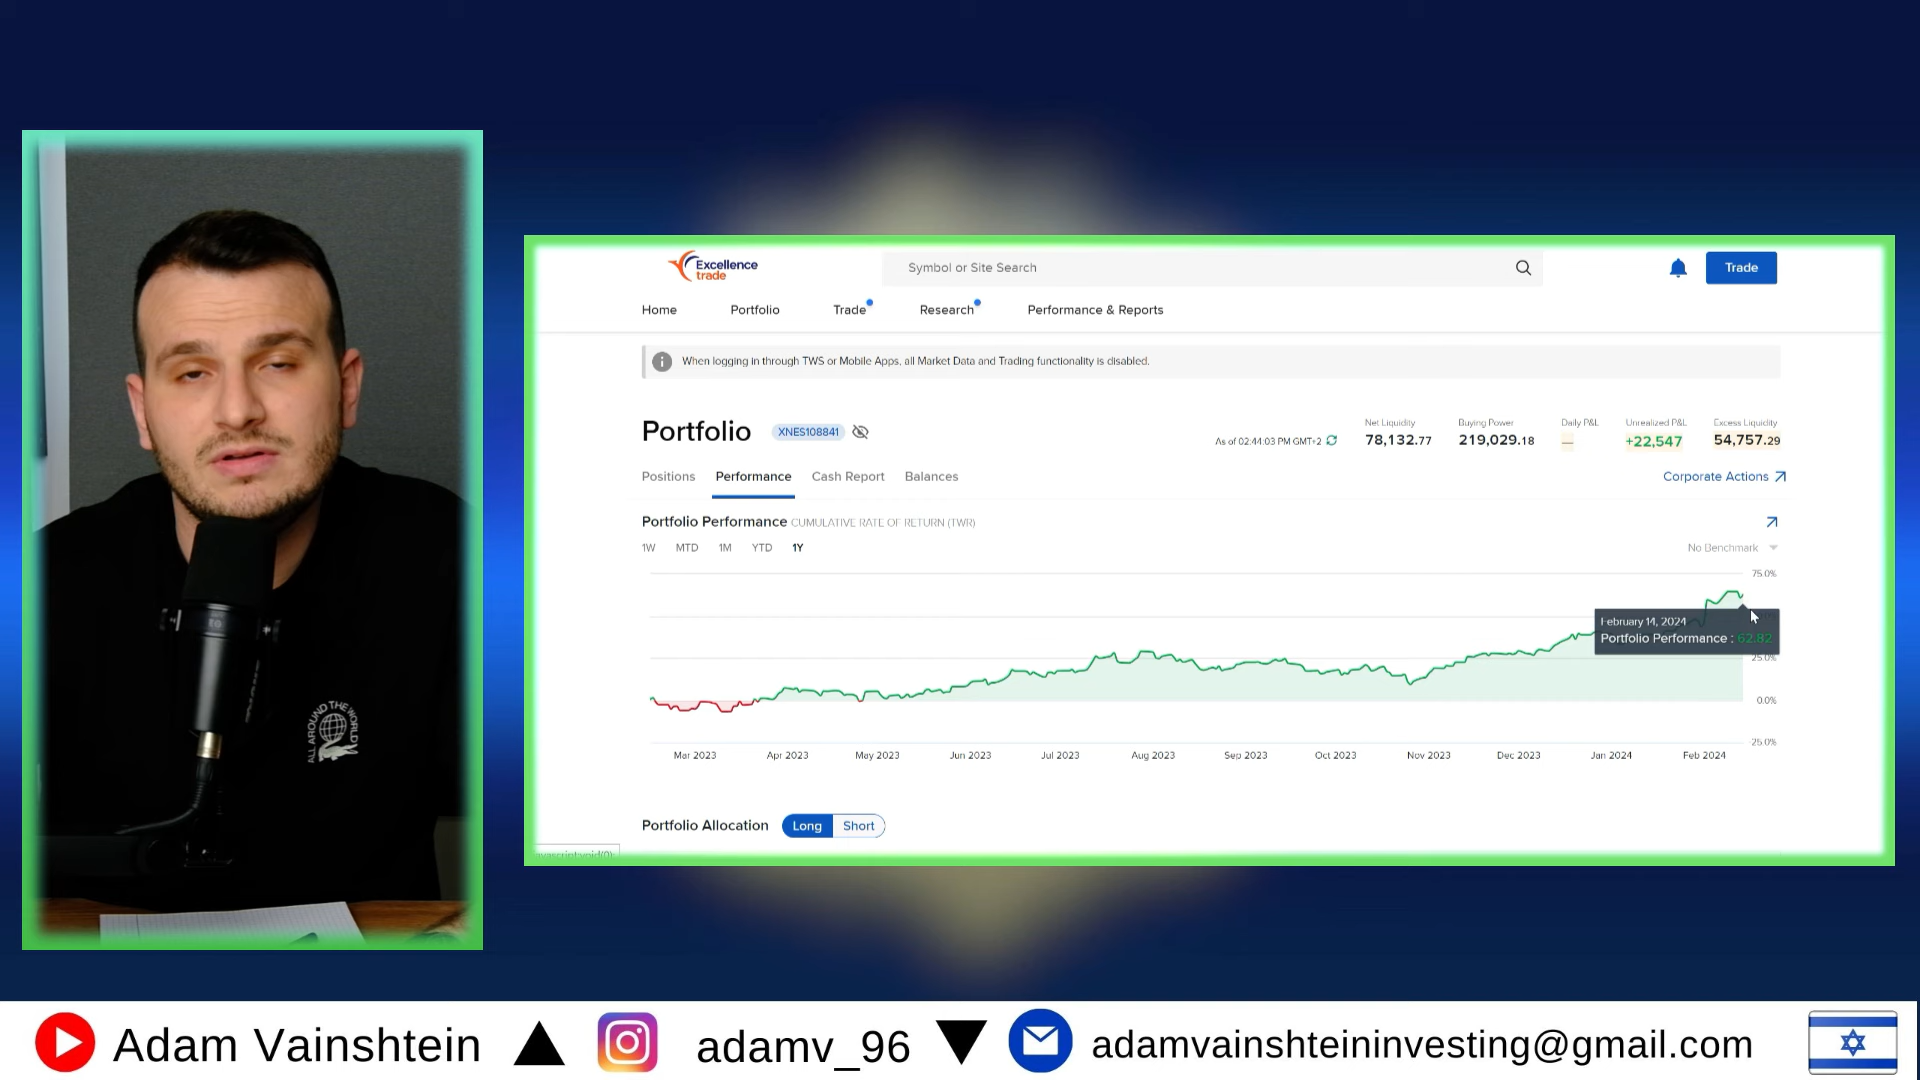 ALL AROUND THE WORLD
Excellence
trade
Symbol or Site Search
Trade
Home
Portfolio
Trade
Research
Performance & Reports
When logging in through TWS or Mobile Apps, all Market Data and Trading functionality is disabled.
Portfolio
XNES108841
As of 02:44:03 PM GMT+2
Net Liquidity
78,132.77
Buying Power
219,029.18
Daily P&L
—
Unrealized P&L
+22,547
Excess Liquidity
54,757.29
Positions
Performance
Cash Report
Balances
Corporate Actions
Portfolio Performance CUMULATIVE RATE OF RETURN (TWR)
1W MTD 1M YTD 1Y
No Benchmark
75.0%
February 14, 2024
Portfolio Performance : 62.82
25.0%
0.0%
-25.0%
Mar 2023 Apr 2023 May 2023 Jun 2023 Jul 2023 Aug 2023 Sep 2023 Oct 2023 Nov 2023 Dec 2023 Jan 2024 Feb 2024
Portfolio Allocation
Long Short
Adam Vainshtein
adamv_96
adamvainshteininvesting@gmail.com